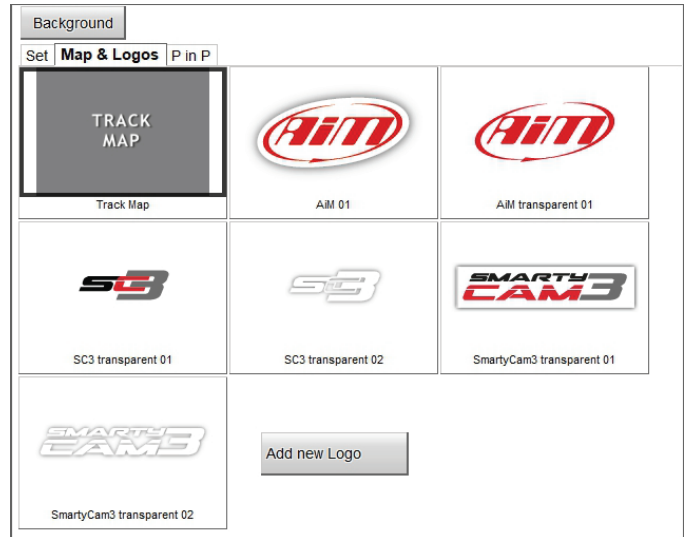 Background
Set Map & Logos P in P
TRACK
MAP
Track Map
AiM
AiM 01
AiM
AiM transparent 01
SC3
SC3 transparent 01
SC3
SC3 transparent 02
SMARTY
CAM3
SmartyCam3 transparent 01
SMARTY
CAM3
SmartyCam3 transparent 02
Add new Logo